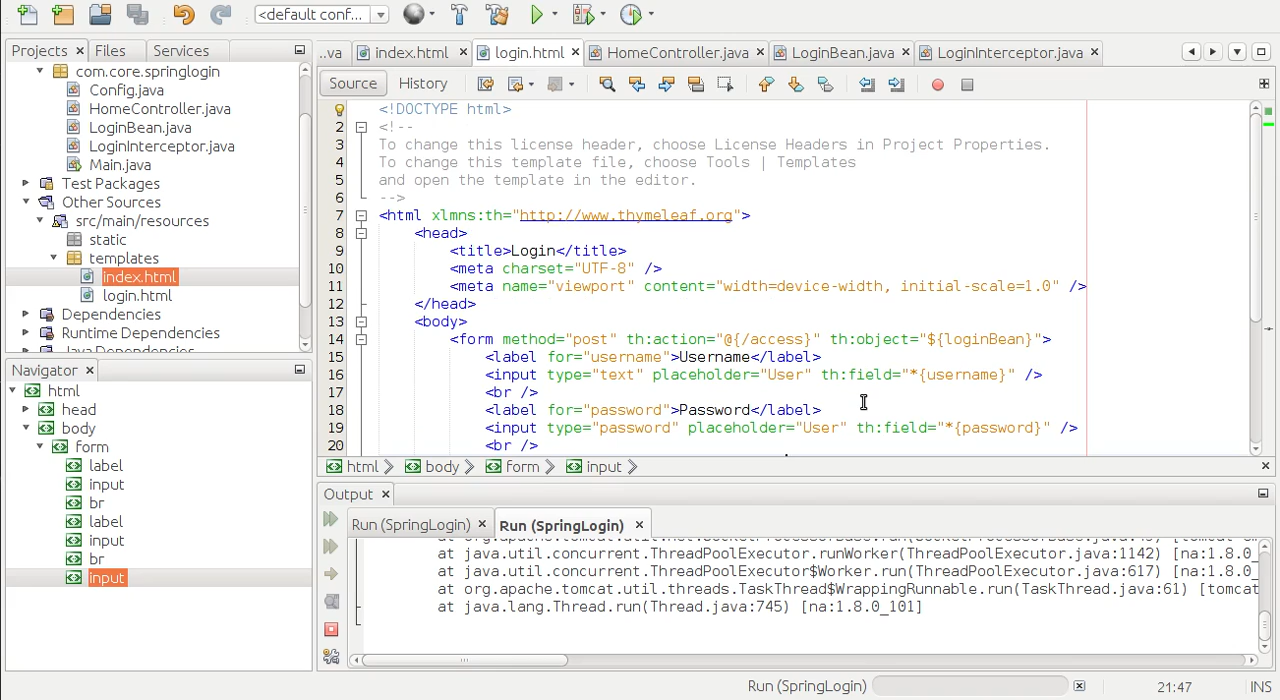 <default conf...
Projects
Files
Services
com.core.springlogin
Config.java
HomeController.java
LoginBean.java
LoginInterceptor.java
Main.java
Test Packages
Other Sources
src/main/resources
static
templates
index.html
login.html
Dependencies
Runtime Dependencies
Java Dependencies
Navigator
html
head
body
form
label
input
br
label
input
br
input
..va
index.html
login.html
HomeController.java
LoginBean.java
LoginInterceptor.java
Source
History
<!DOCTYPE html>
2 <!--
3 To change this license header, choose License Headers in Project Properties.
4 To change this template file, choose Tools | Templates
5 and open the template in the editor.
6 -->
7 <html xlmns:th="http://www.thymeleaf.org">
8 <head>
9 <title>Login</title>
10 <meta charset="UTF-8" />
11 <meta name="viewport" content="width=device-width, initial-scale=1.0" />
12 </head>
13 <body>
14 <form method="post" th:action="@{/access}" th:object="${loginBean}">
15 <label for="username">Username</label>
16 <input type="text" placeholder="User" th:field="*{username}" />
17 <br />
18 <label for="password">Password</label>
19 <input type="password" placeholder="User" th:field="*{password}" />
20 <br />
html body form input
Output
Run (SpringLogin)
Run (SpringLogin)
at java.util.concurrent.ThreadPoolExecutor.runWorker(ThreadPoolExecutor.java:1142) [na:1.8.0_
at java.util.concurrent.ThreadPoolExecutor$Worker.run(ThreadPoolExecutor.java:617) [na:1.8.0_
at org.apache.tomcat.util.threads.TaskThread$WrappingRunnable.run(TaskThread.java:61) [tomcat
at java.lang.Thread.run(Thread.java:745) [na:1.8.0_101]
Run (SpringLogin)
21:47
INS